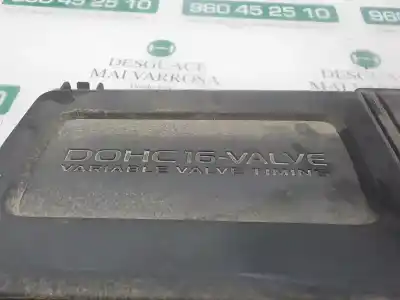 960 45 25 10
960 45 25 10
DESGUACE
MALVARROSA
DOHC 16-VALVE
VARIABLE VALVE TIMING